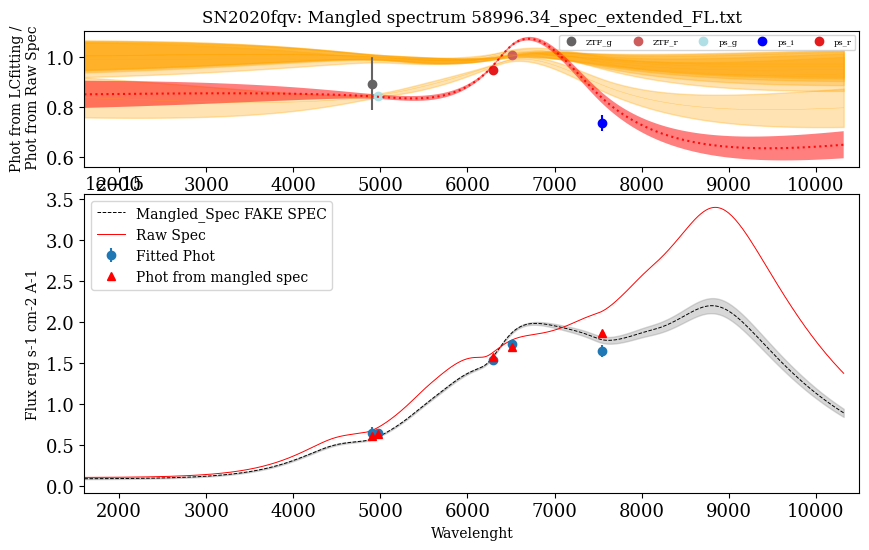 SN2020fqv: Mangled spectrum 58996.34_spec_extended_FL.txt
Phot from LCfitting /
Phot from Raw Spec
1.0
0.8
0.6
ZTF_g
ZTF_r
ps_g
ps_i
ps_r
2000
3000
4000
5000
6000
7000
8000
9000
10000
1e−15
Flux erg s-1 cm-2 A-1
3.5
3.0
2.5
2.0
1.5
1.0
0.5
0.0
Mangled_Spec FAKE SPEC
Raw Spec
Fitted Phot
Phot from mangled spec
2000
3000
4000
5000
6000
7000
8000
9000
10000
Wavelenght